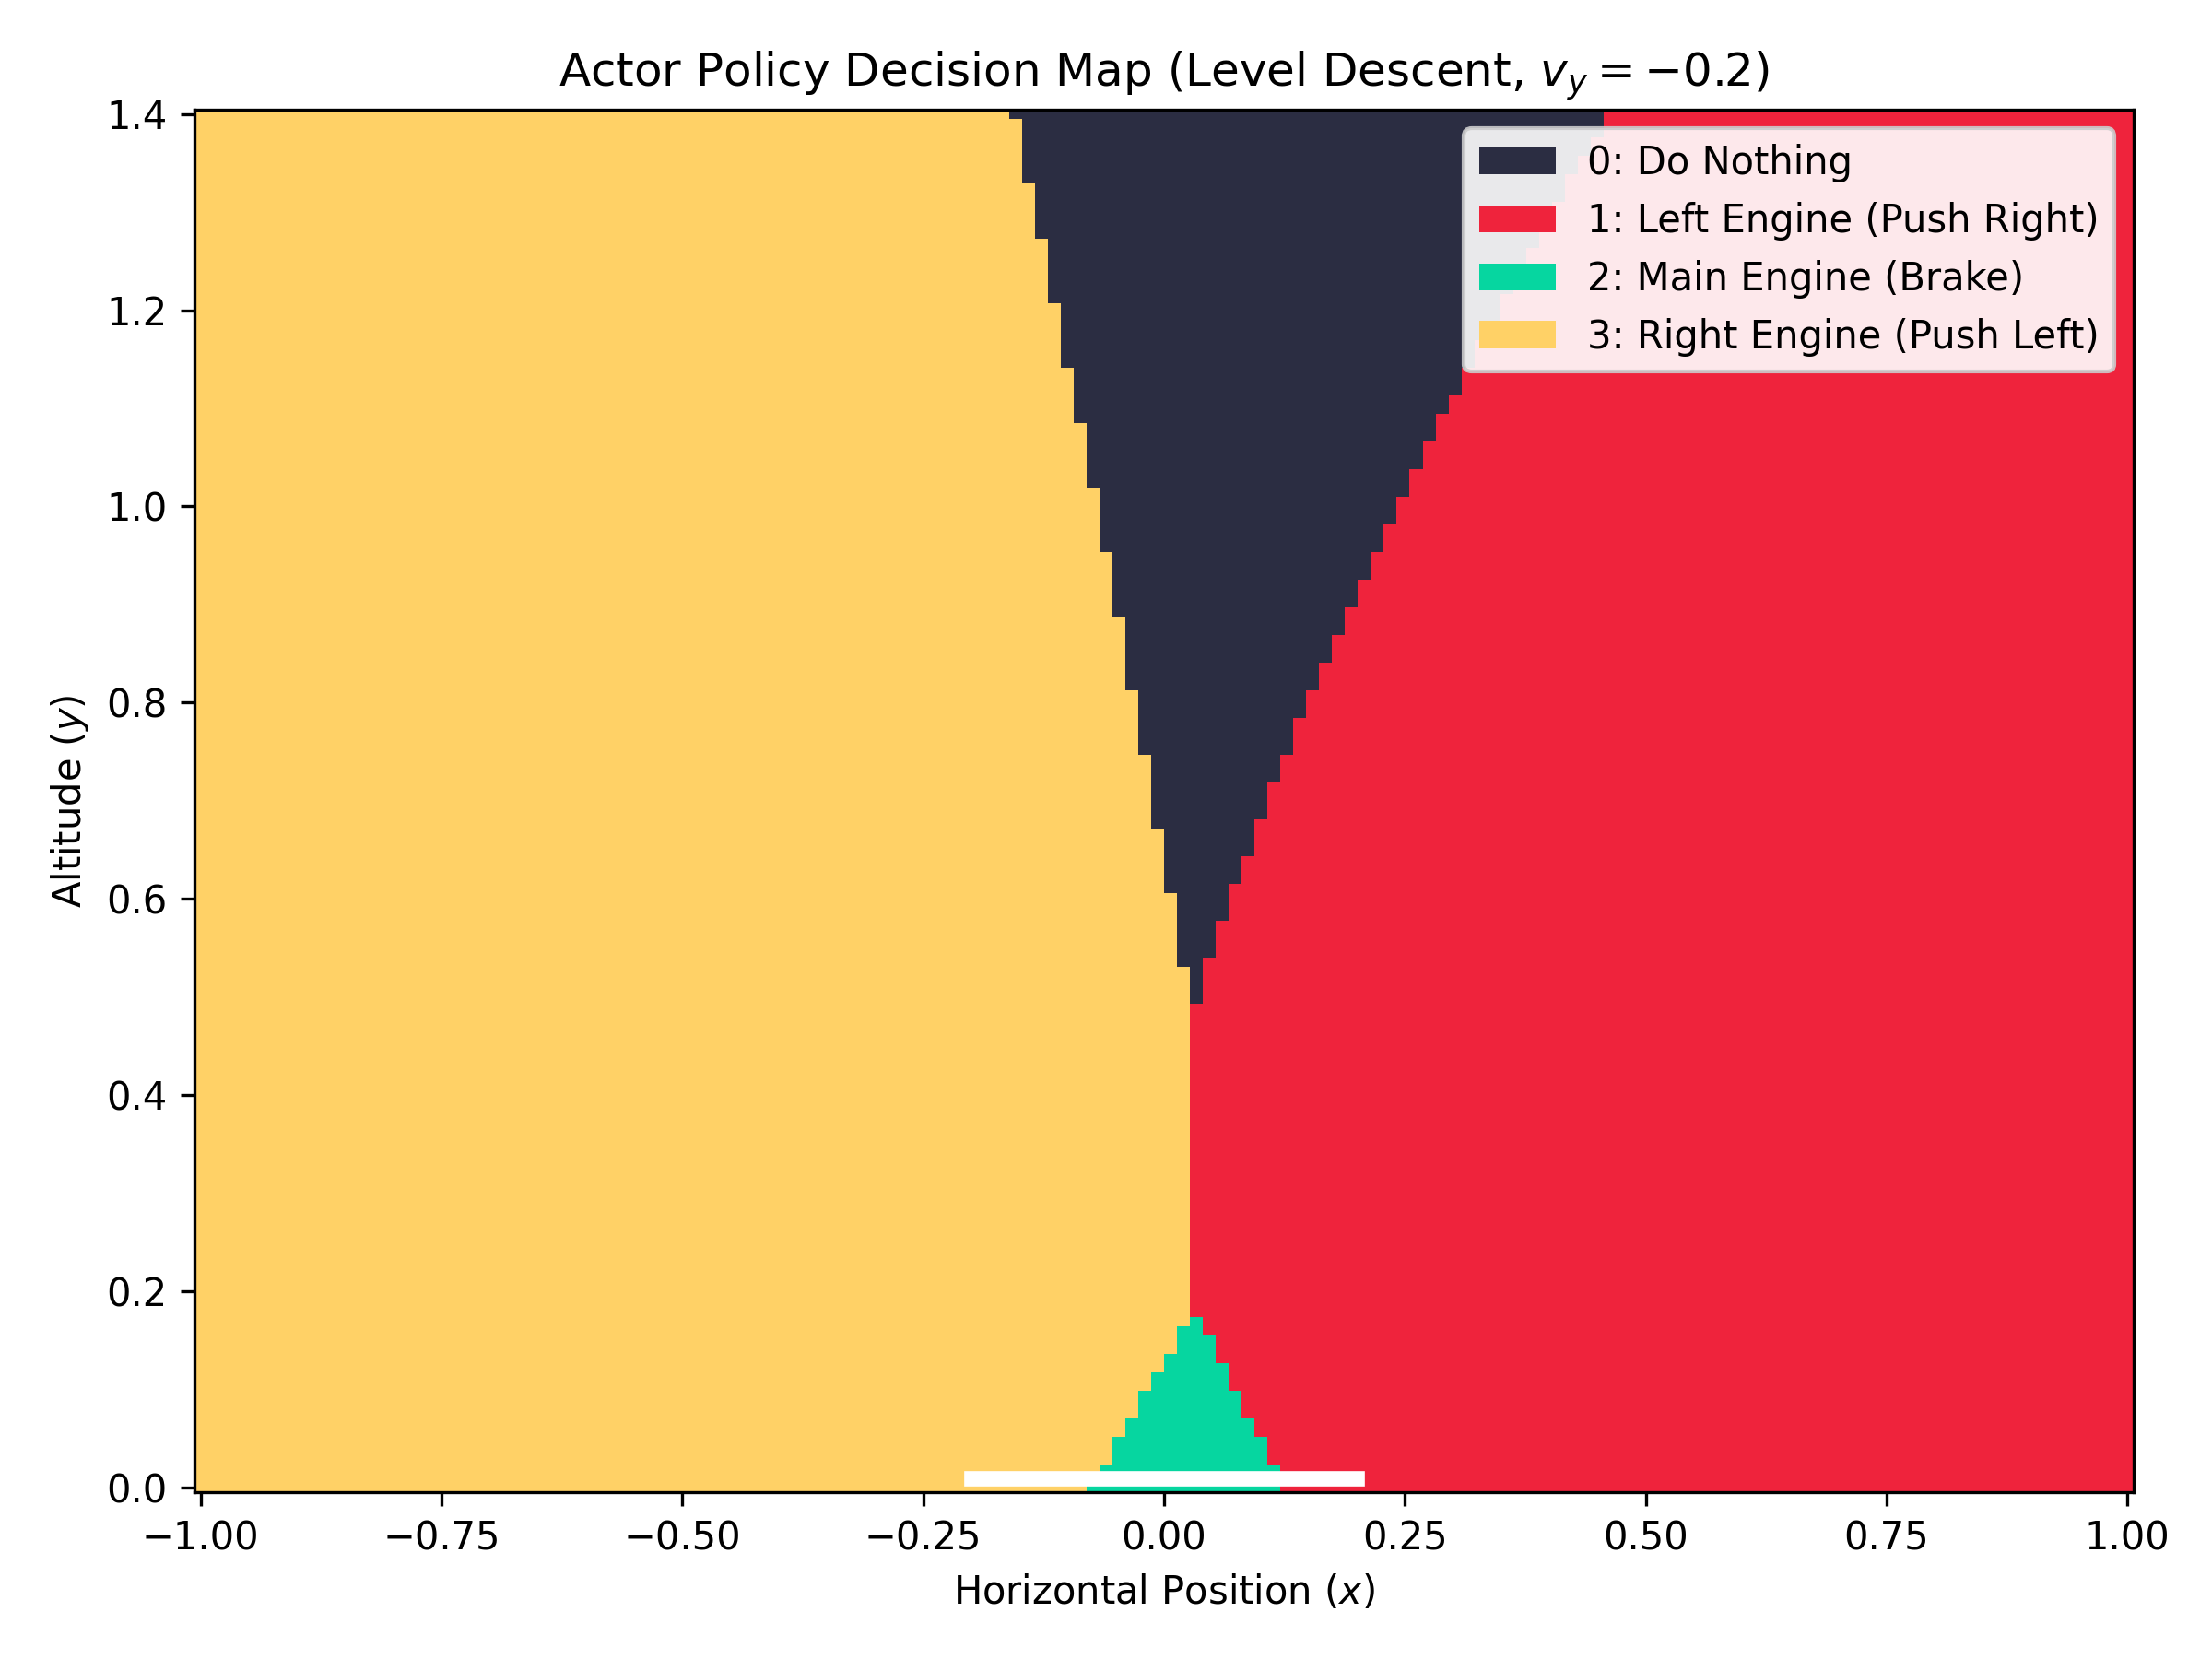 Actor Policy Decision Map (Level Descent, $v_y = -0.2$)
0: Do Nothing
1: Left Engine (Push Right)
2: Main Engine (Brake)
3: Right Engine (Push Left)
1.4
1.2
1.0
0.8
0.6
0.4
0.2
0.0
Altitude (y)
−1.00 −0.75 −0.50 −0.25 0.00 0.25 0.50 0.75 1.00
Horizontal Position (x)